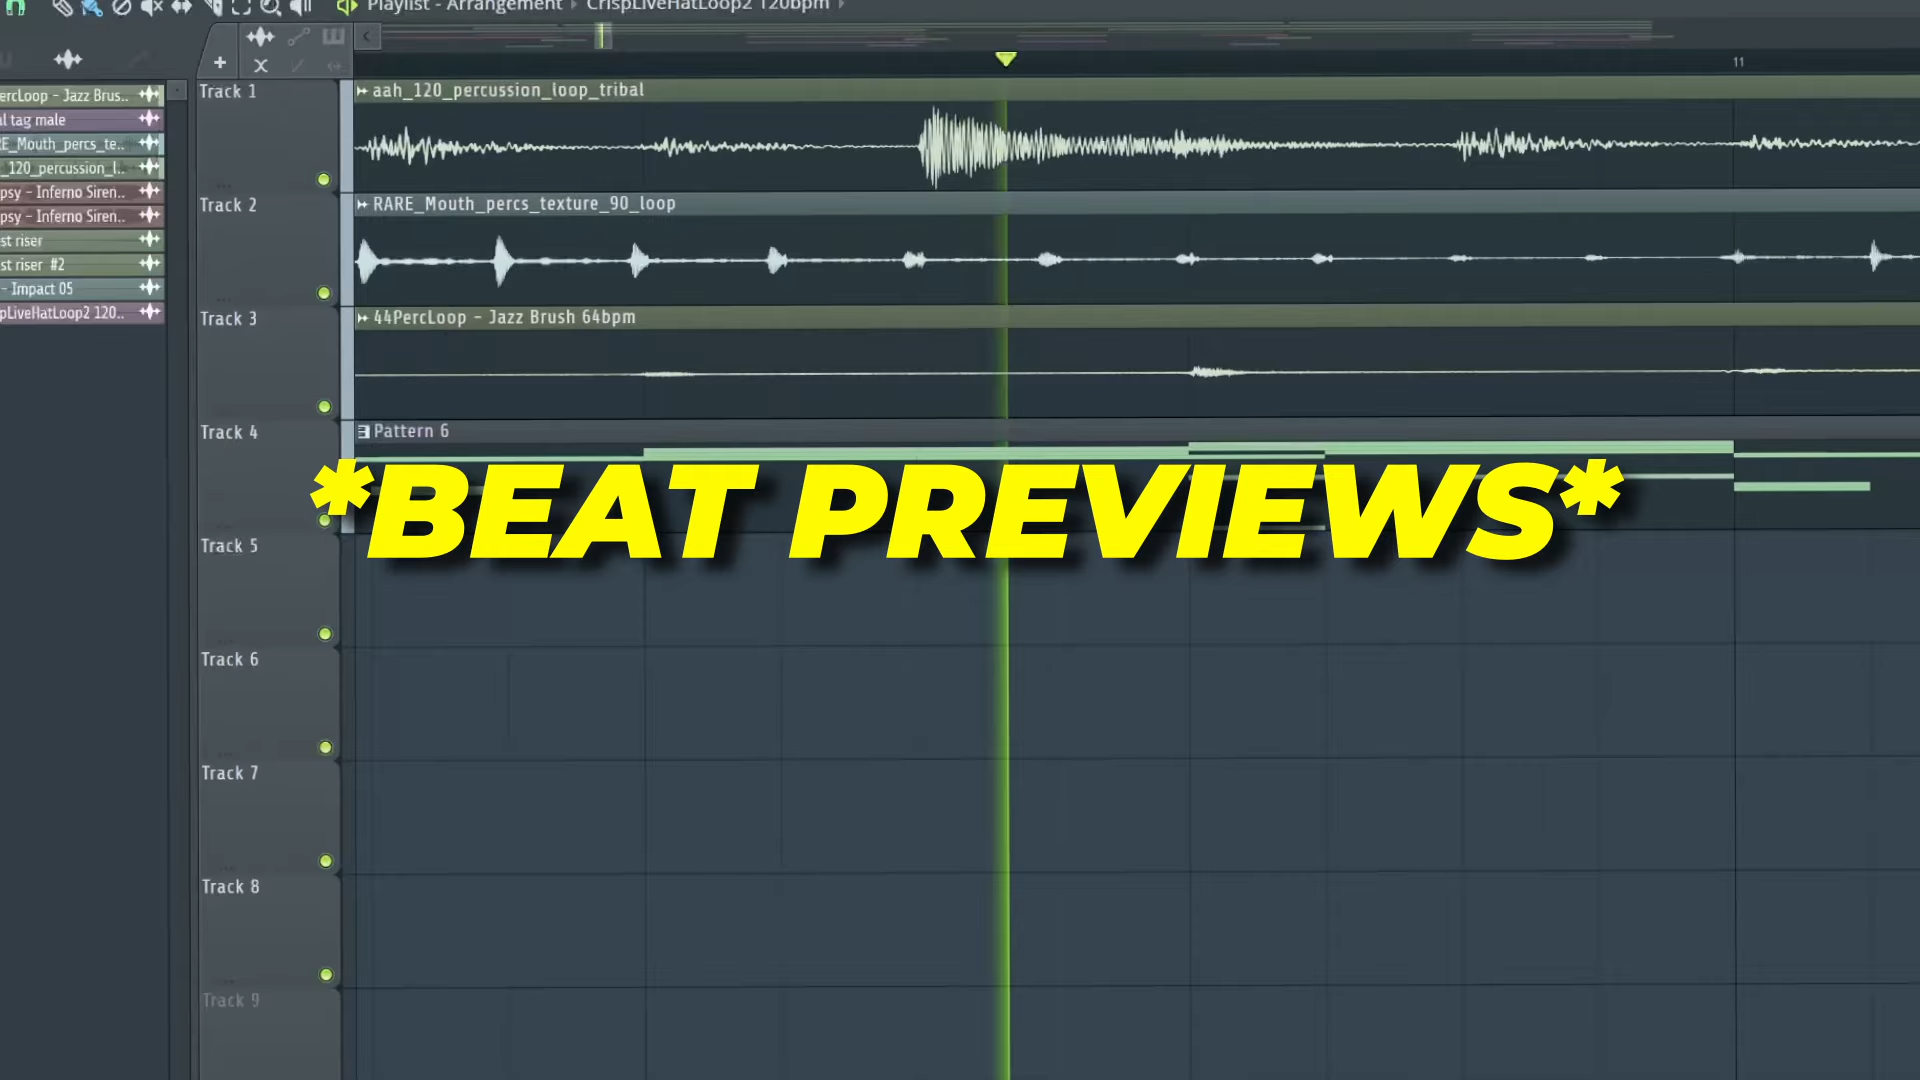 Playlist - Arrangement ▸ CrispLiveHatLoop2 120bpm ▸
11
ercLoop - Jazz Brus..
l tag male
RE_Mouth_percs_te..
_120_percussion_l..
psy - Inferno Siren..
psy - Inferno Siren..
st riser
st riser #2
- Impact 05
pLiveHatLoop2 120..
Track 1
aah_120_percussion_loop_tribal
Track 2
RARE_Mouth_percs_texture_90_loop
Track 3
44PercLoop - Jazz Brush 64bpm
Track 4
Pattern 6
*BEAT PREVIEWS*
Track 5
Track 6
Track 7
Track 8
Track 9